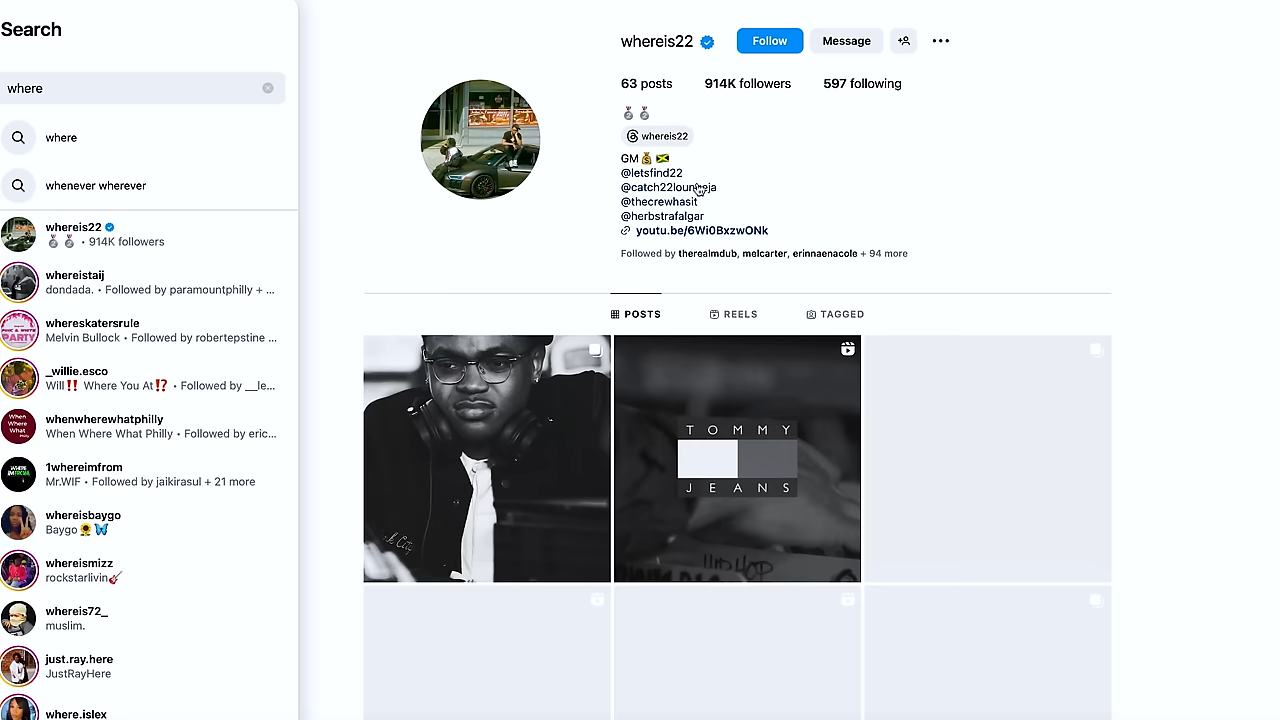 Search
where
where
whenever wherever
whereis22
🥈 🥈 • 914K followers
whereistaij
dondada. • Followed by paramountphilly + ...
whereskatersrule
Melvin Bullock • Followed by robertepstine ...
_willie.esco
Will‼️ Where You At⁉️ • Followed by __le...
whenwherewhatphilly
When Where What Philly • Followed by eric...
1whereimfrom
Mr.WIF • Followed by jaikirasul + 21 more
whereisbaygo
Baygo🌻🦋
whereismizz
rockstarlivin🎸
whereis72_
muslim.
just.ray.here
JustRayHere
where.islex
whereis22
Follow
Message
63 posts
914K followers
597 following
🥈 🥈
whereis22
GM💰🇯🇲
@letsfind22
@thecrewhasit
@herbstrafalgar
youtu.be/6Wi0BxzwONk
Followed by therealmdub, melcarter, erinnaenacole + 94 more
POSTS
REELS
TAGGED
TOMMY
JEANS
HIPHOP